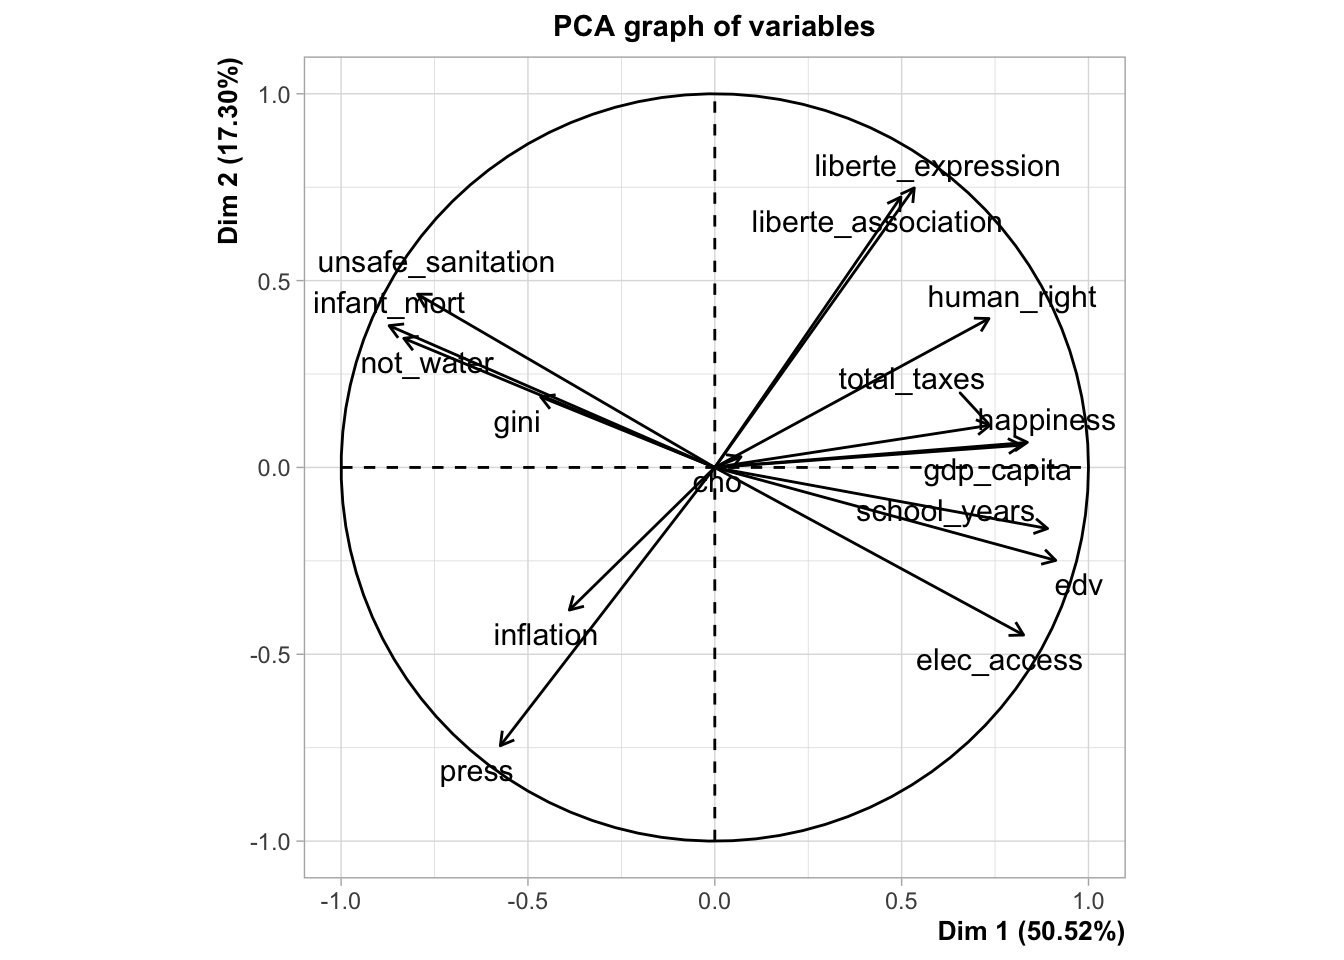 PCA graph of variables
Dim 2 (17.30%)
1.0
0.5
0.0
-0.5
-1.0
liberte_expression
liberte_association
unsafe_sanitation
infant_mort
human_right
not_water
total_taxes
gini
happiness
gdp_capita
cho
school_years
edv
inflation
elec_access
press
-1.0
-0.5
0.0
0.5
1.0
Dim 1 (50.52%)